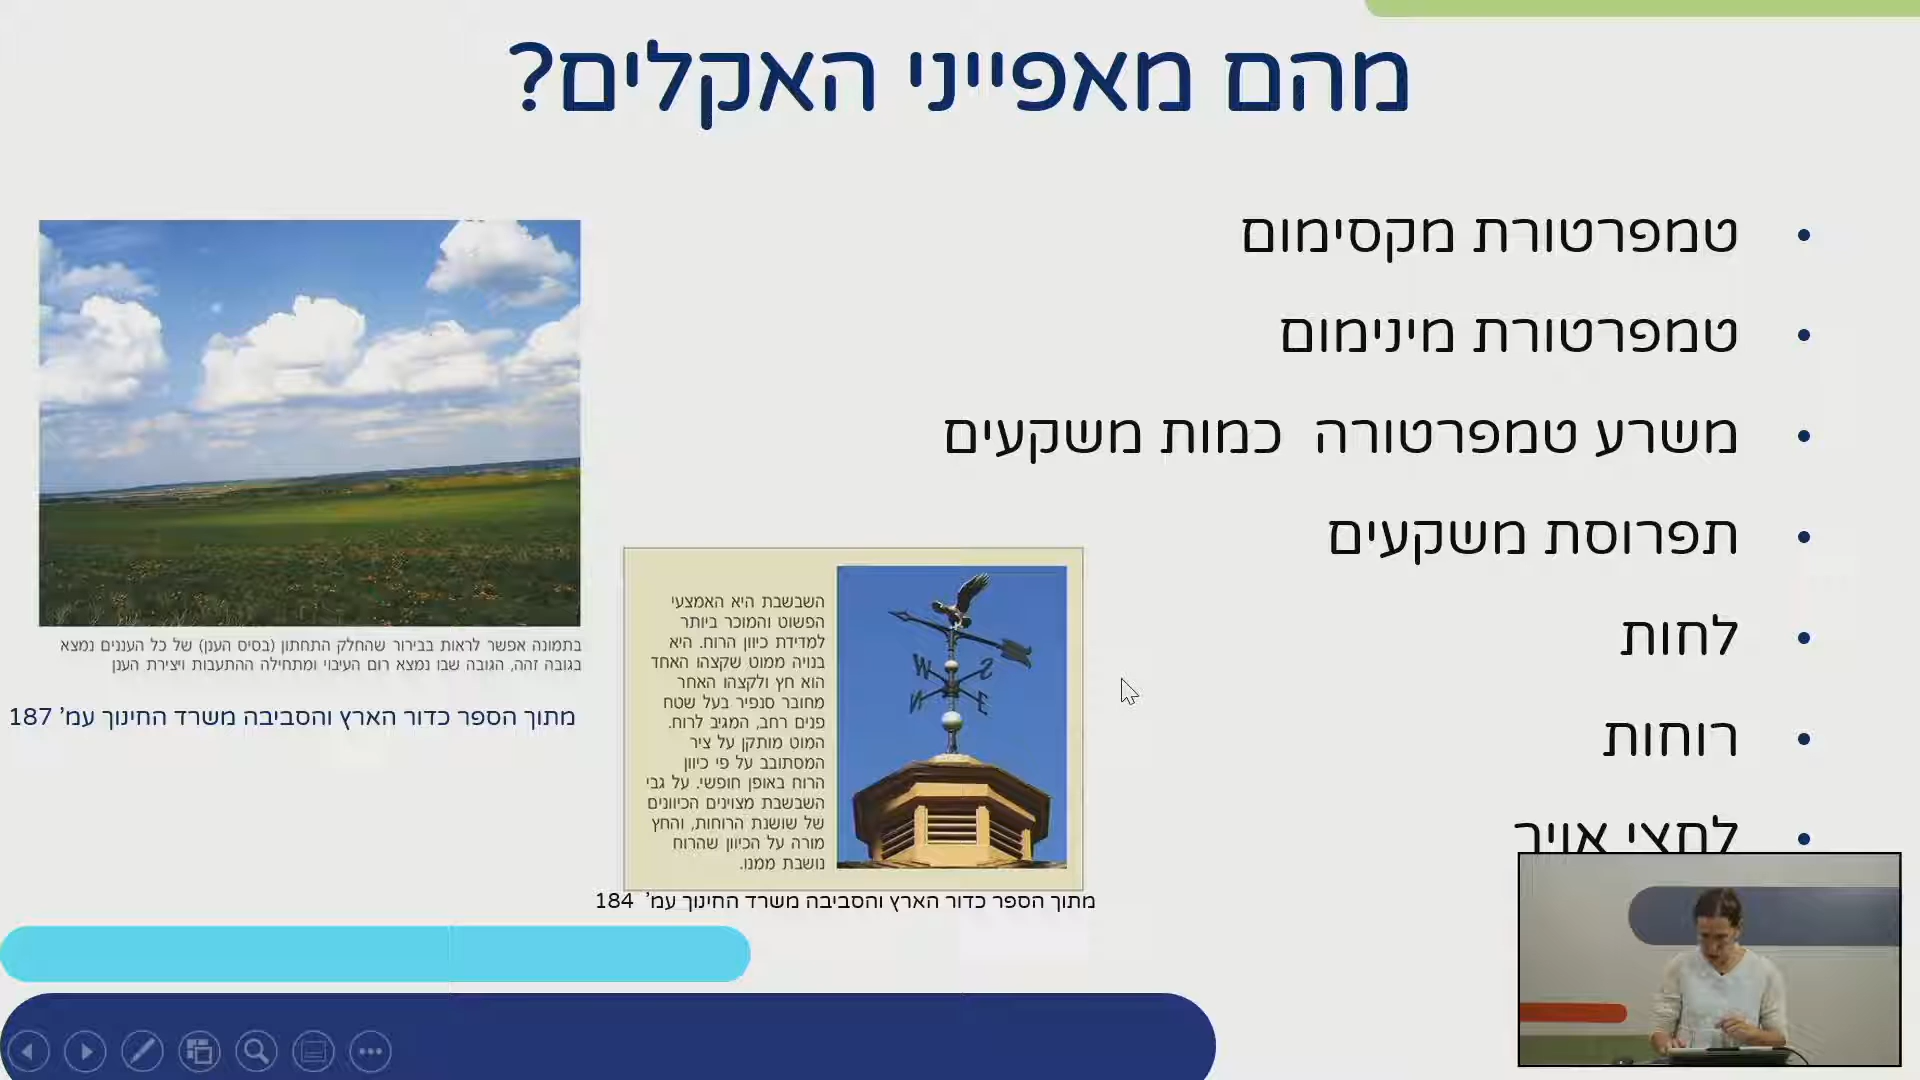 מהם מאפייני האקלים?
טמפרטורת מקסימום
טמפרטורת מינימום
משרע טמפרטורה כמות משקעים
תפרוסת משקעים
לחות
רוחות
לחצי אויר
בתמונה אפשר לראות בבירור שהחלק התחתון (בסיס הענן) של כל העננים נמצא
בגובה זהה, הגובה שבו נמצא רום העיבוי ומתחילה ההתעבות ויצירת הענן
מתוך הספר כדור הארץ והסביבה משרד החינוך עמ' 187
השבשבת היא האמצעי
הפשוט והמוכר ביותר
למדידת כיוון הרוח. היא
בנויה ממוט שקצהו האחד
הוא חץ ולקצהו האחר
מחובר סנפיר בעל שטח
פנים רחב, המגיב לרוח.
המוט מותקן על ציר
המסתובב על פי כיוון
הרוח באופן חופשי. על גבי
השבשבת מצוינים הכיוונים
של שושנת הרוחות, והחץ
מורה על הכיוון שהרוח
נושבת ממנו.
W S
N E
מתוך הספר כדור הארץ והסביבה משרד החינוך עמ' 184